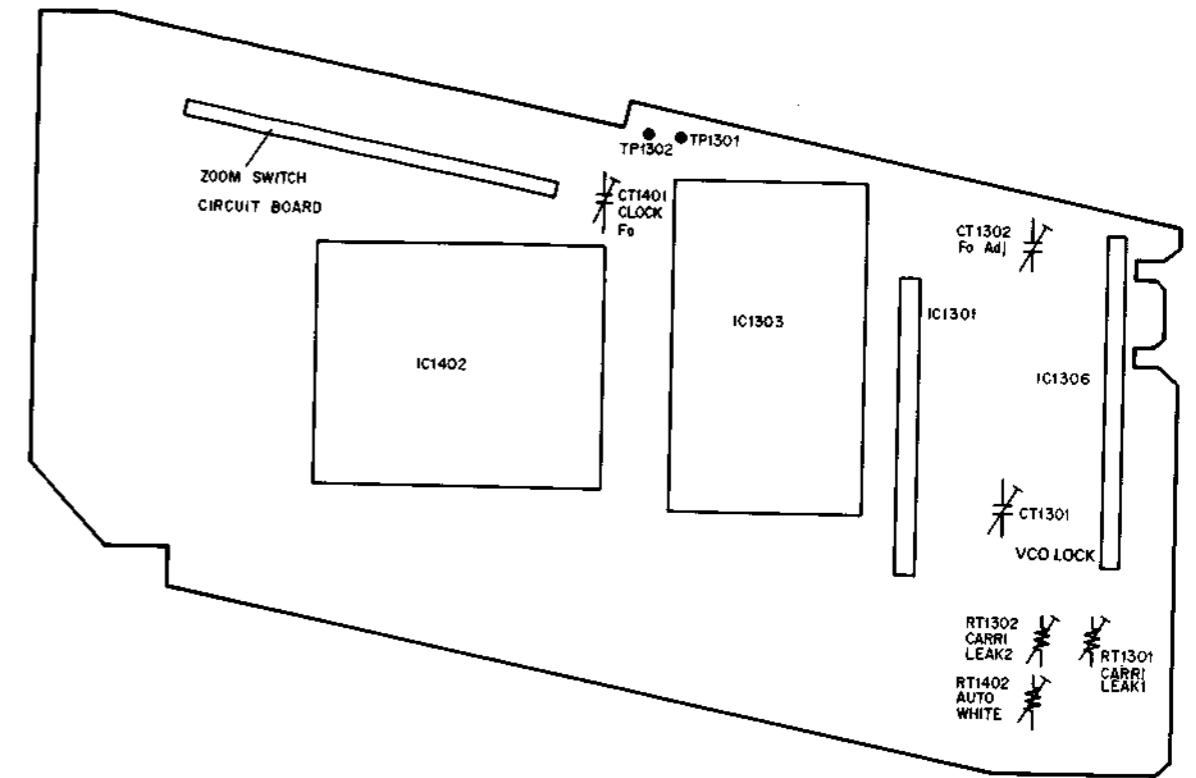 TP1302
TP1301
ZOOM SWITCH
CIRCUIT BOARD
CT1401
CLOCK
Fo
CT1302
Fo Adj
IC1303
IC1301
IC1402
IC1306
CT1301
VCO LOCK
RT1302
CARRI
LEAK2
RT1301
CARRI
LEAK1
RT1402
AUTO
WHITE